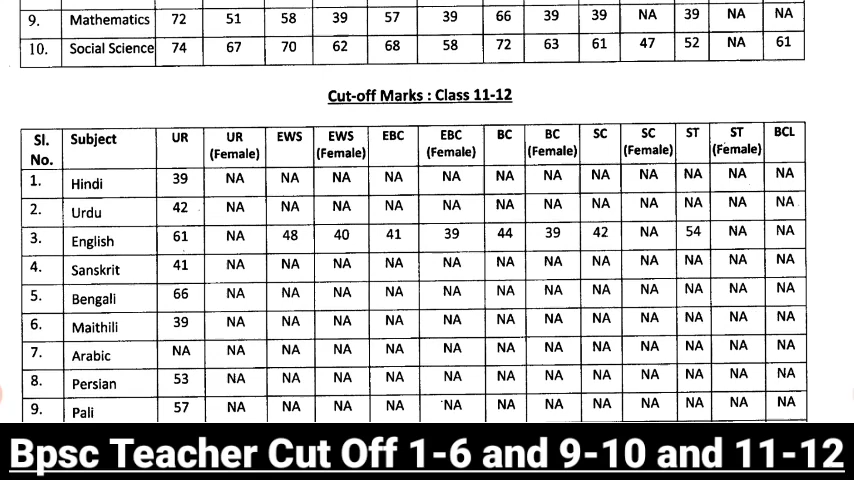 9. Mathematics 72 51 58 39 57 39 66 39 39 NA 39 NA NA
10. Social Science 74 67 70 62 68 58 72 63 61 47 52 NA 61
Cut-off Marks : Class 11-12
Sl. No. Subject UR UR (Female) EWS EWS (Female) EBC EBC (Female) BC BC (Female) SC SC (Female) ST ST (Female) BCL
1. Hindi 39 NA NA NA NA NA NA NA NA NA NA NA NA
2. Urdu 42 NA NA NA NA NA NA NA NA NA NA NA NA
3. English 61 NA 48 40 41 39 44 39 42 NA 54 NA NA
4. Sanskrit 41 NA NA NA NA NA NA NA NA NA NA NA NA
5. Bengali 66 NA NA NA NA NA NA NA NA NA NA NA NA
6. Maithili 39 NA NA NA NA NA NA NA NA NA NA NA NA
7. Arabic NA NA NA NA NA NA NA NA NA NA NA NA NA
8. Persian 53 NA NA NA NA NA NA NA NA NA NA NA NA
9. Pali 57 NA NA NA NA NA NA NA NA NA NA NA NA
Bpsc Teacher Cut Off 1-6 and 9-10 and 11-12